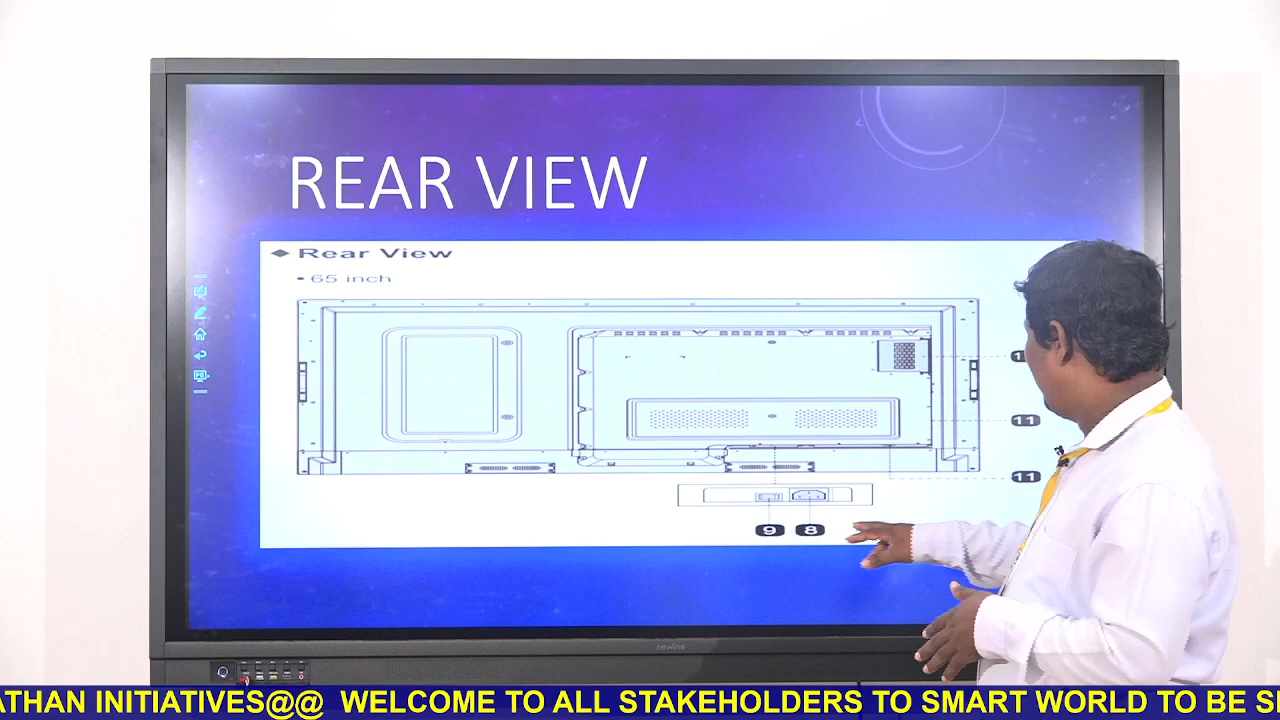 REAR VIEW
◆ Rear View
• 65 inch
11
11
9 8
newline
ATHAN INITIATIVES@@ WELCOME TO ALL STAKEHOLDERS TO SMART WORLD TO BE